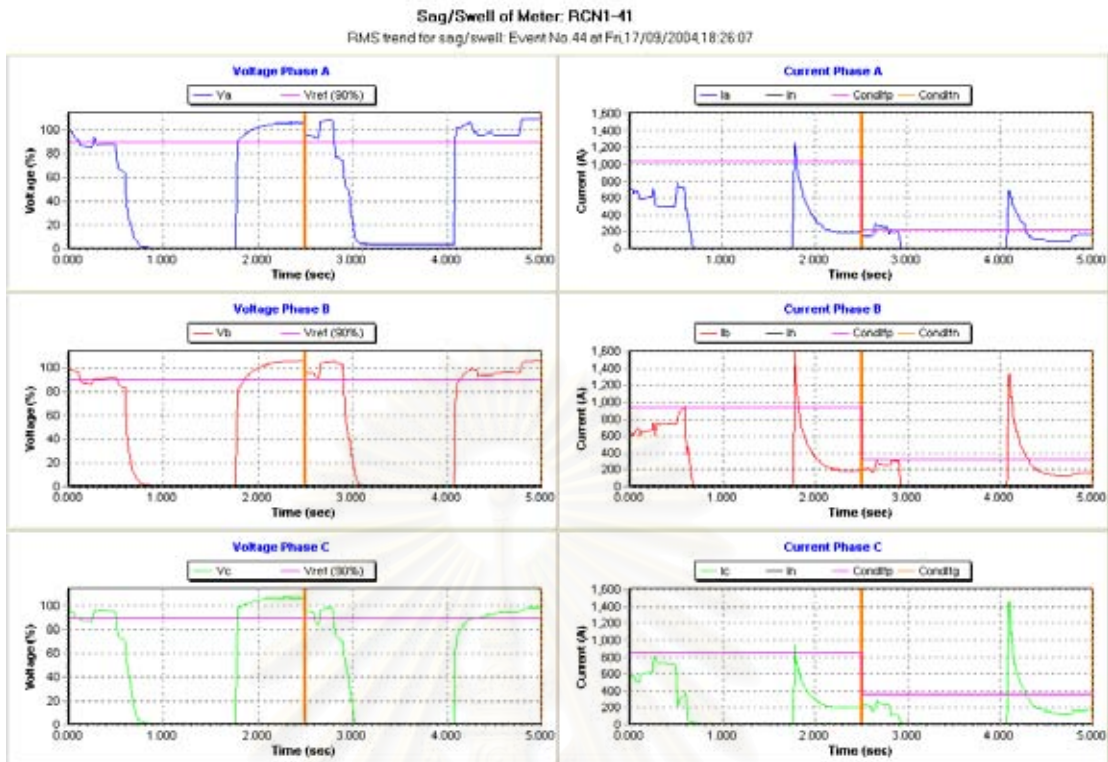 Sag/Swell of Meter: RCN1-41
RMS trend for sag/swell: Event No.44 at Fri,17/09/2004,18:26:07
Voltage Phase A
Va Vref (90%)
Voltage (%)
100
80
60
40
20
0
0.000 1.000 2.000 3.000 4.000 5.000
Time (sec)
Current Phase A
Ia In Condltp Condltn
Current (A)
1,600
1,400
1,200
1,000
800
600
400
200
0
0.000 1.000 2.000 3.000 4.000 5.000
Time (sec)
Voltage Phase B
Vb Vref (90%)
Voltage (%)
100
80
60
40
20
0
0.000 1.000 2.000 3.000 4.000 5.000
Time (sec)
Current Phase B
Ib In Condltp Condltn
Current (A)
1,600
1,400
1,200
1,000
800
600
400
200
0
0.000 1.000 2.000 3.000 4.000 5.000
Time (sec)
Voltage Phase C
Vc Vref (90%)
Voltage (%)
100
80
60
40
20
0
0.000 1.000 2.000 3.000 4.000 5.000
Time (sec)
Current Phase C
Ic In Condltp Condltg
Current (A)
1,600
1,400
1,200
1,000
800
600
400
200
0
0.000 1.000 2.000 3.000 4.000 5.000
Time (sec)